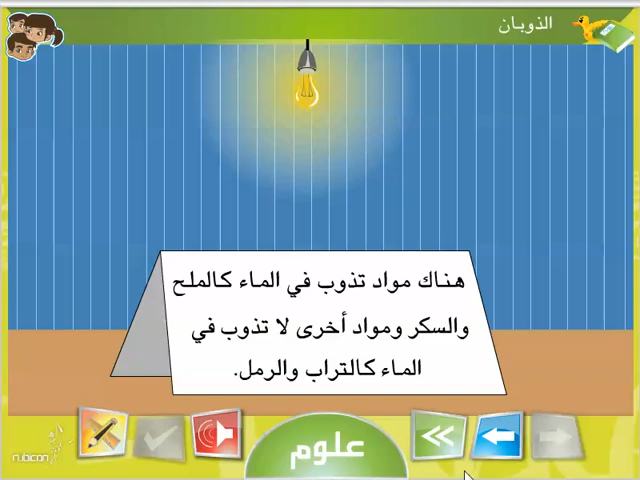 الذوبان
هناك مواد تذوب في الماء كالملح
والسكر ومواد أخرى لا تذوب في
الماء كالتراب والرمل.
علوم
rubicon